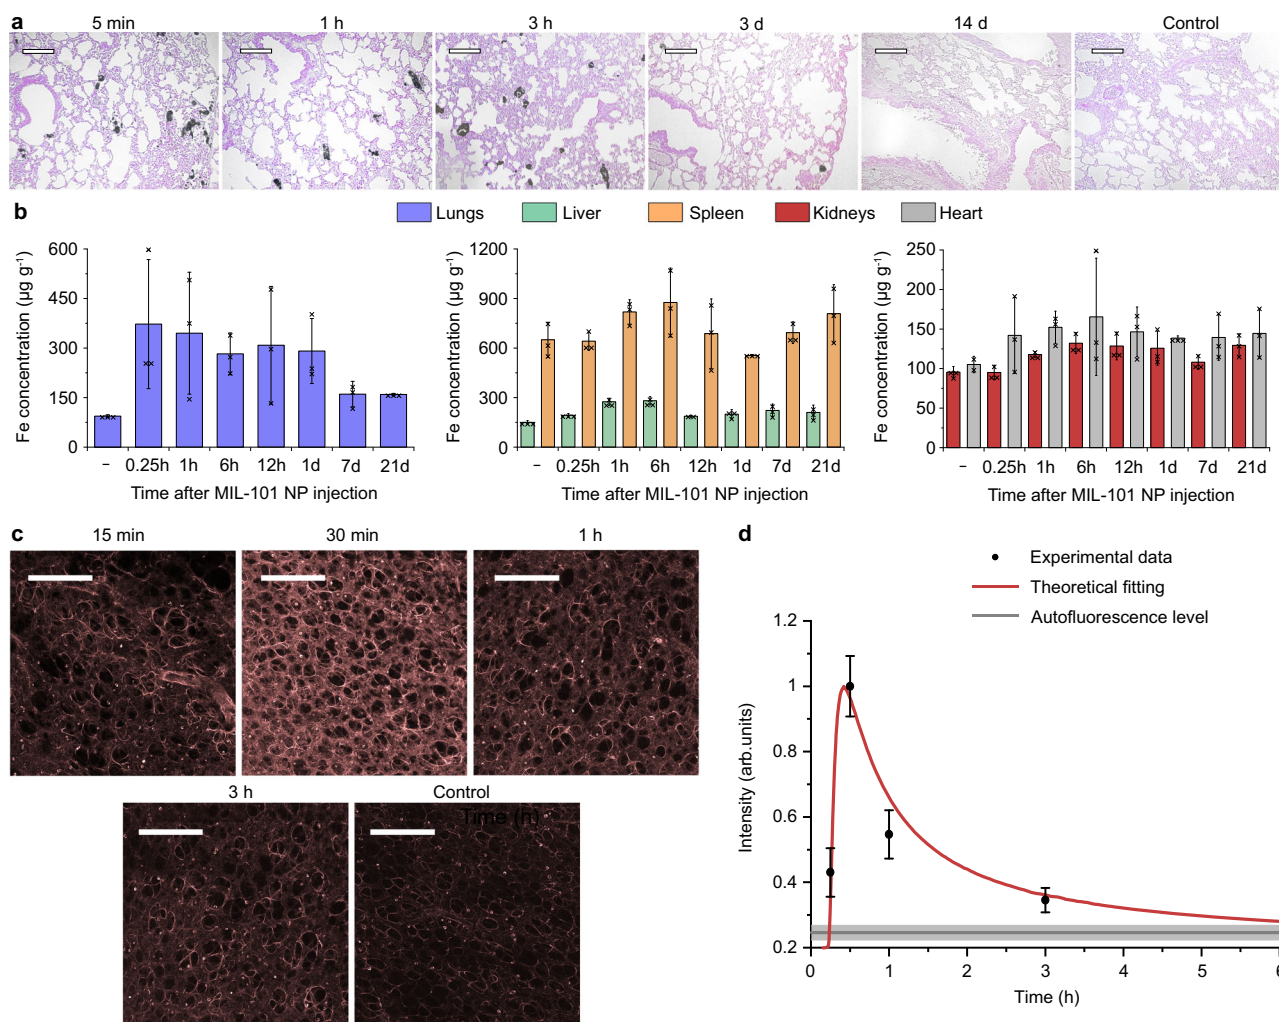 a
5 min 1 h 3 h 3 d 14 d Control
b
Lungs Liver Spleen Kidneys Heart
Fe concentration (µg g⁻¹)
600
450
300
150
0
– 0.25h 1h 6h 12h 1d 7d 21d
Time after MIL-101 NP injection
Fe concentration (µg g⁻¹)
1200
900
600
300
0
– 0.25h 1h 6h 12h 1d 7d 21d
Time after MIL-101 NP injection
Fe concentration (µg g⁻¹)
250
200
150
100
50
0
– 0.25h 1h 6h 12h 1d 7d 21d
Time after MIL-101 NP injection
c
15 min 30 min 1 h
3 h Control
Time (h)
d
Experimental data
Theoretical fitting
Autofluorescence level
Intensity (arb.units)
1.2
1
0.8
0.6
0.4
0.2
0 1 2 3 4 5 6
Time (h)